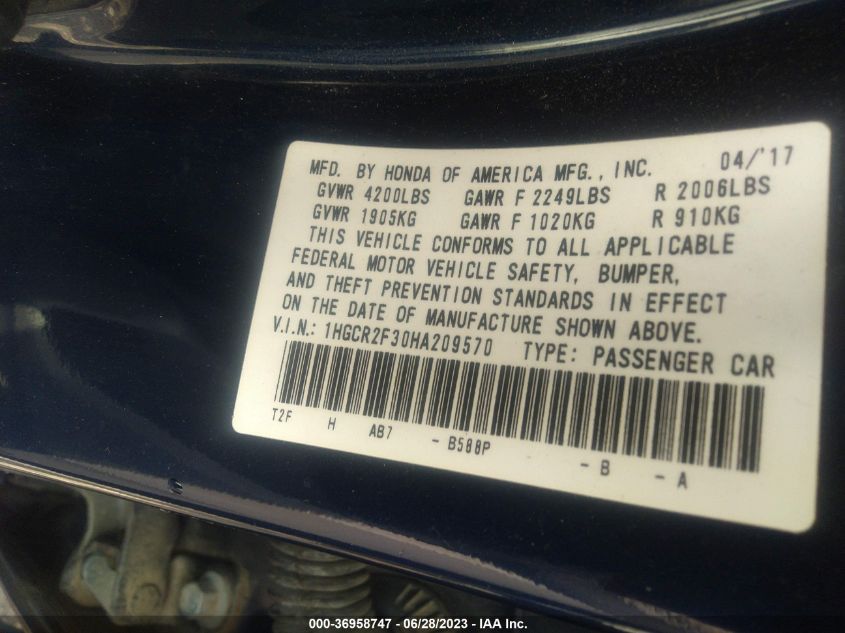 MFD. BY HONDA OF AMERICA MFG., INC. 04/'17
GVWR 4200LBS GAWR F 2249LBS R 2006LBS
GVWR 1905KG GAWR F 1020KG R 910KG
THIS VEHICLE CONFORMS TO ALL APPLICABLE
FEDERAL MOTOR VEHICLE SAFETY, BUMPER,
AND THEFT PREVENTION STANDARDS IN EFFECT
ON THE DATE OF MANUFACTURE SHOWN ABOVE.
V.I.N.: 1HGCR2F30HA209570 TYPE: PASSENGER CAR
T2F H AB7 - B588P - B - A
000-36958747 / 06/28/2023 - IAA Inc.